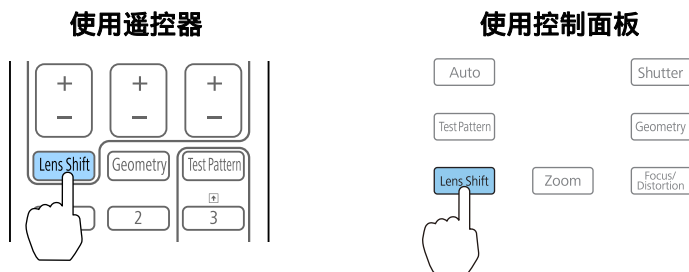 使用遥控器
使用控制面板
+ + +
− − −
Lens Shift Geometry Test Pattern
2 3
Auto Shutter
Test Pattern Geometry
Lens Shift Zoom Focus/
Distortion